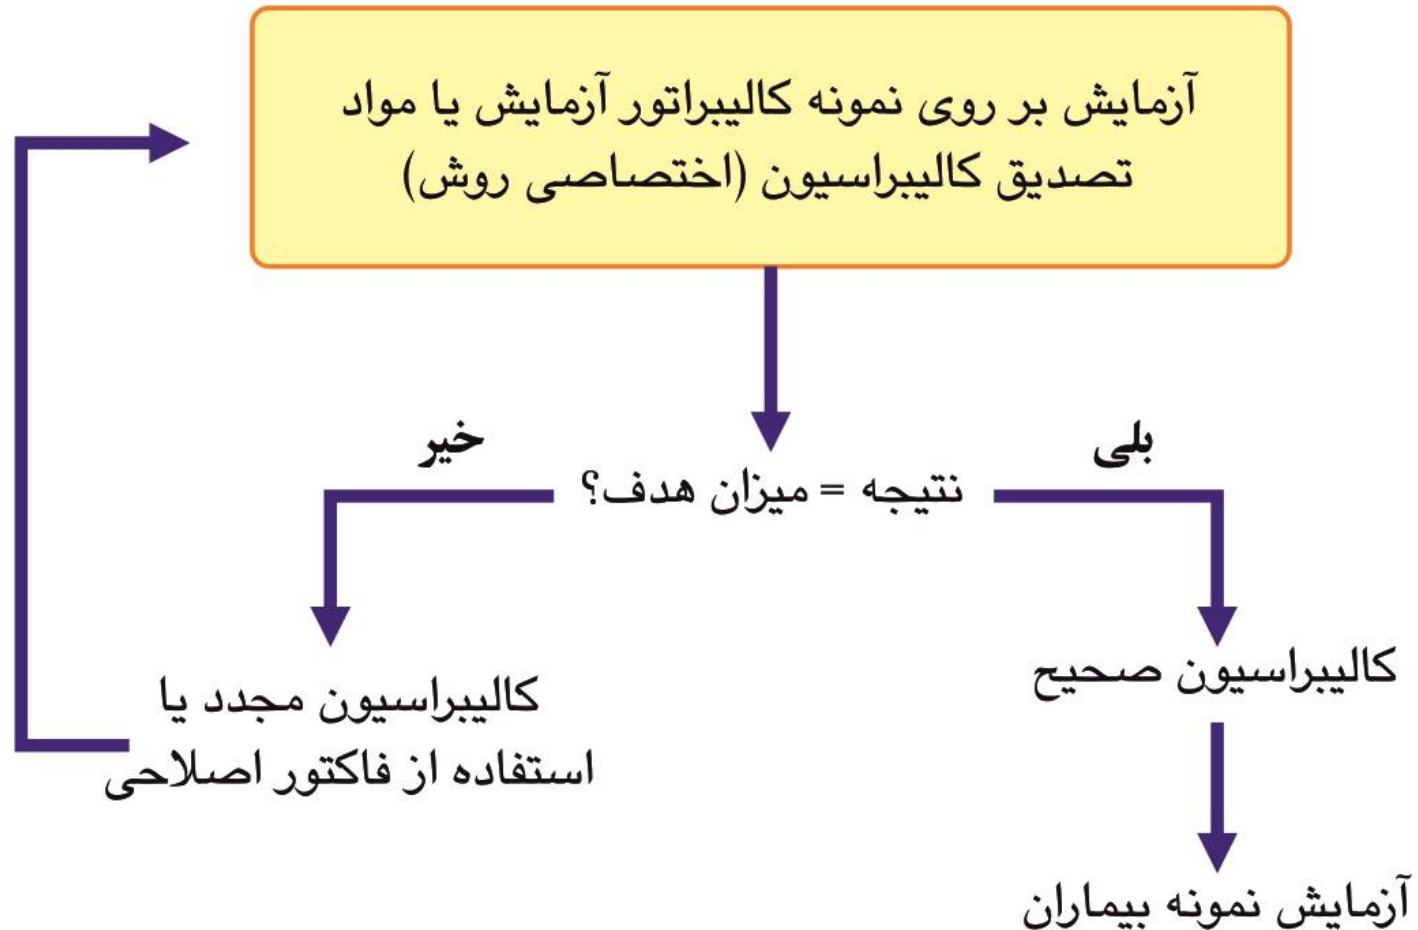 آزمایش بر روی نمونه کالیبراتور آزمایش یا مواد
تصدیق کالیبراسیون (اختصاصی روش)
بلی
خیر
نتیجه = میزان هدف؟
کالیبراسیون صحیح
کالیبراسیون مجدد یا
استفاده از فاکتور اصلاحی
آزمایش نمونه بیماران